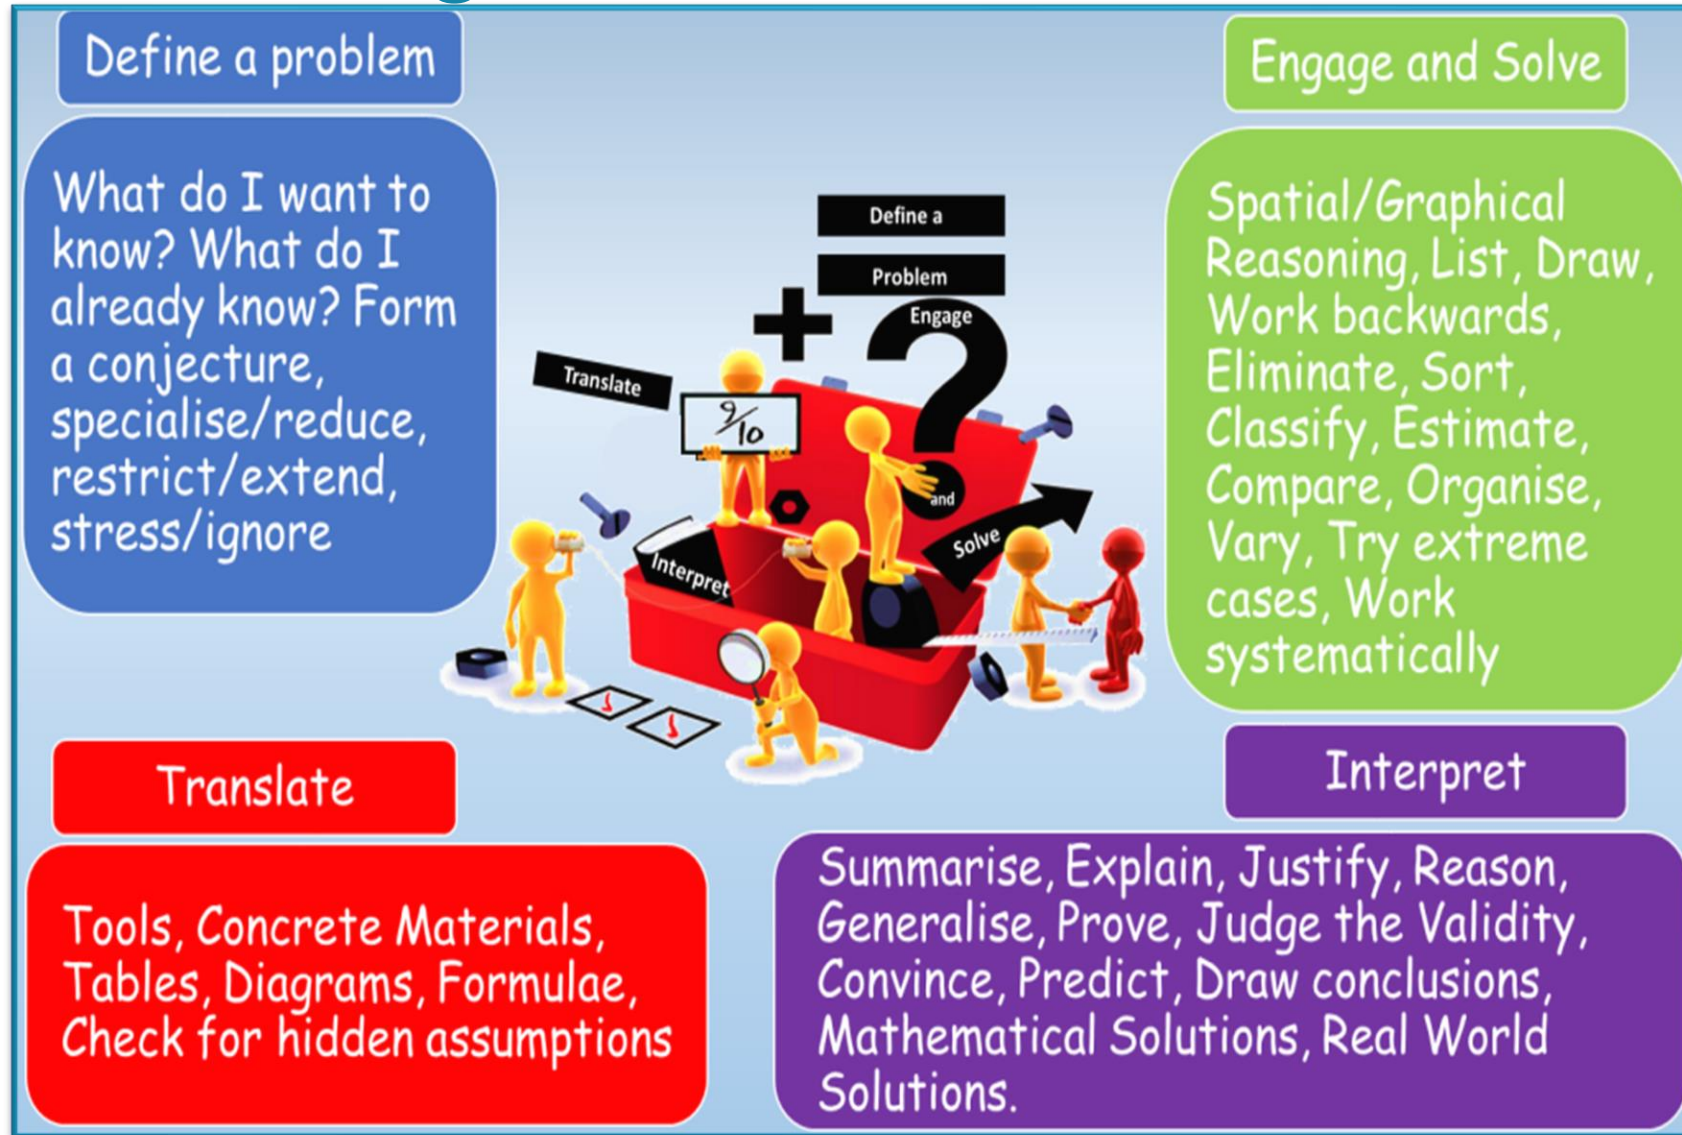 Define a problem
What do I want to
know? What do I
already know? Form
a conjecture,
specialise/reduce,
restrict/extend,
stress/ignore
Engage and Solve
Spatial/Graphical
Reasoning, List, Draw,
Work backwards,
Eliminate, Sort,
Classify, Estimate,
Compare, Organise,
Vary, Try extreme
cases, Work
systematically
Define a
Problem
Engage
and
Solve
Translate
9/10
Interpret
Translate
Tools, Concrete Materials,
Tables, Diagrams, Formulae,
Check for hidden assumptions
Interpret
Summarise, Explain, Justify, Reason,
Generalise, Prove, Judge the Validity,
Convince, Predict, Draw conclusions,
Mathematical Solutions, Real World
Solutions.